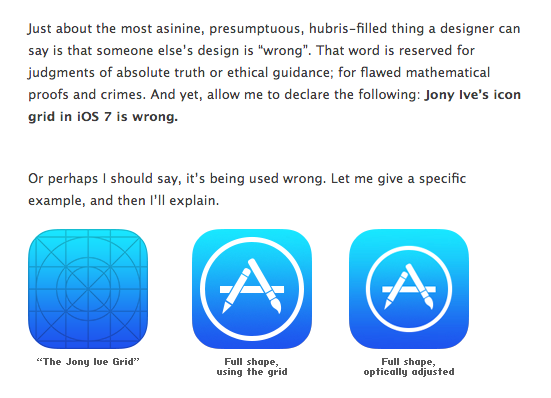 Just about the most asinine, presumptuous, hubris-filled thing a designer can
say is that someone else's design is “wrong”. That word is reserved for
judgments of absolute truth or ethical guidance; for flawed mathematical
proofs and crimes. And yet, allow me to declare the following: Jony Ive's icon
grid in iOS 7 is wrong.
Or perhaps I should say, it's being used wrong. Let me give a specific
example, and then I'll explain.
“The Jony Ive Grid”
Full shape,
using the grid
Full shape,
optically adjusted